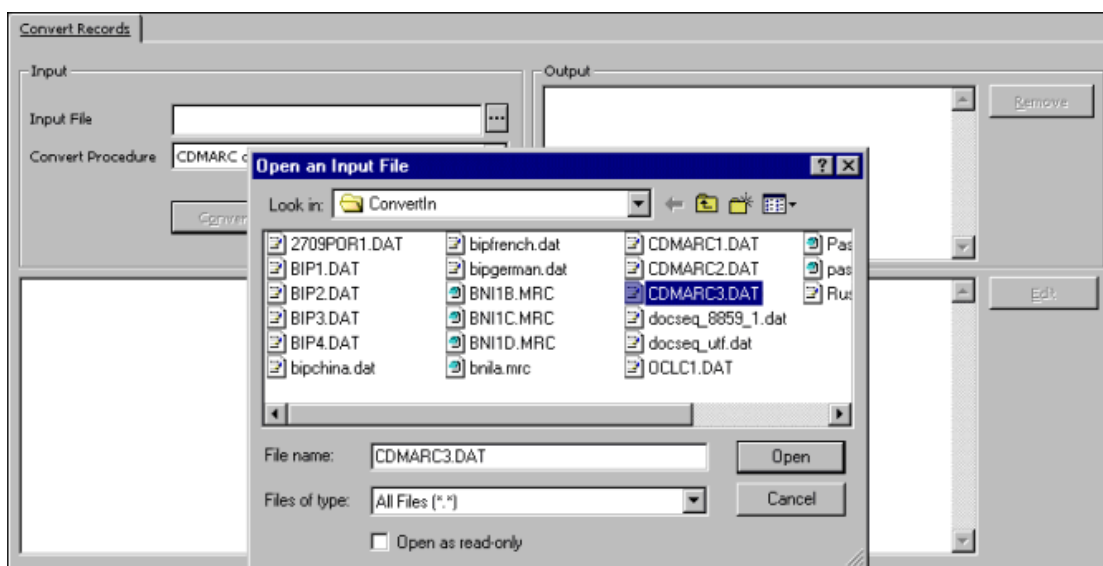 Convert Records
Input
Output
Input File
...
Remove
Convert Procedure
CDMARC
Open an Input File
Look in:
ConvertIn
2709POR1.DAT
BIP1.DAT
BIP2.DAT
BIP3.DAT
BIP4.DAT
bipchina.dat
bipfrench.dat
bipgerman.dat
BNI1B.MRC
BNI1C.MRC
BNI1D.MRC
bnila.mrc
CDMARC1.DAT
CDMARC2.DAT
CDMARC3.DAT
docseq_8859_1.dat
docseq_utf.dat
OCLC1.DAT
Pas
pas
Rus
Edit
File name:
CDMARC3.DAT
Open
Files of type:
All Files (*.*)
Cancel
Open as read-only